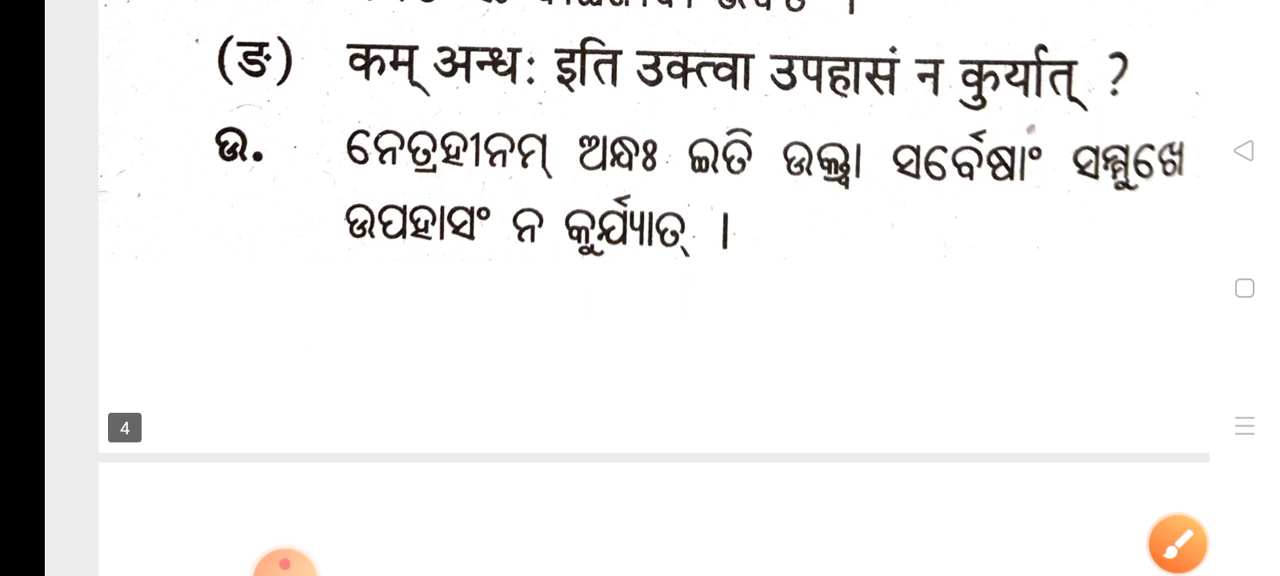 (ङ) कम् अन्धः इति उक्त्वा उपहासं न कुर्यात् ?
ଉ. ନେତ୍ରହୀନମ୍ ଅନ୍ଧଃ ଇତି ଉକ୍ତ୍ୱା ସର୍ବେଷାଂ ସମ୍ମୁଖେ
ଉପହାସଂ ନ କୁର୍ଯ୍ୟାତ୍ ।
4